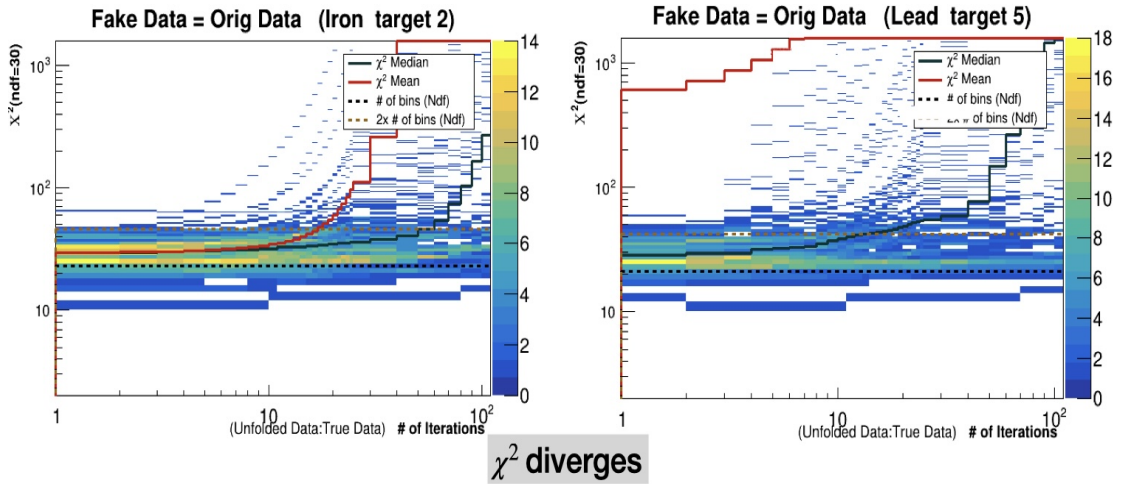 Fake Data = Orig Data (Iron target 2)
χ² (ndf=30)
10³
10²
10
χ² Median
χ² Mean
# of bins (Ndf)
2x # of bins (Ndf)
14
12
10
8
6
4
2
0
1
10
10²
(Unfolded Data:True Data) # of Iterations
Fake Data = Orig Data (Lead target 5)
χ² (ndf=30)
10³
10²
10
χ² Median
χ² Mean
# of bins (Ndf)
2x # of bins (Ndf)
18
16
14
12
10
8
6
4
2
0
1
10
10²
(Unfolded Data:True Data) # of Iterations
χ² diverges